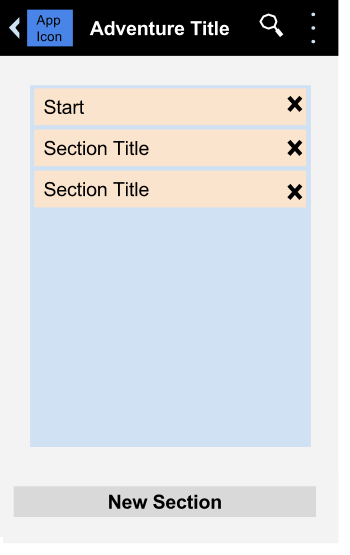 App
Icon
Adventure Title
Start
Section Title
Section Title
New Section